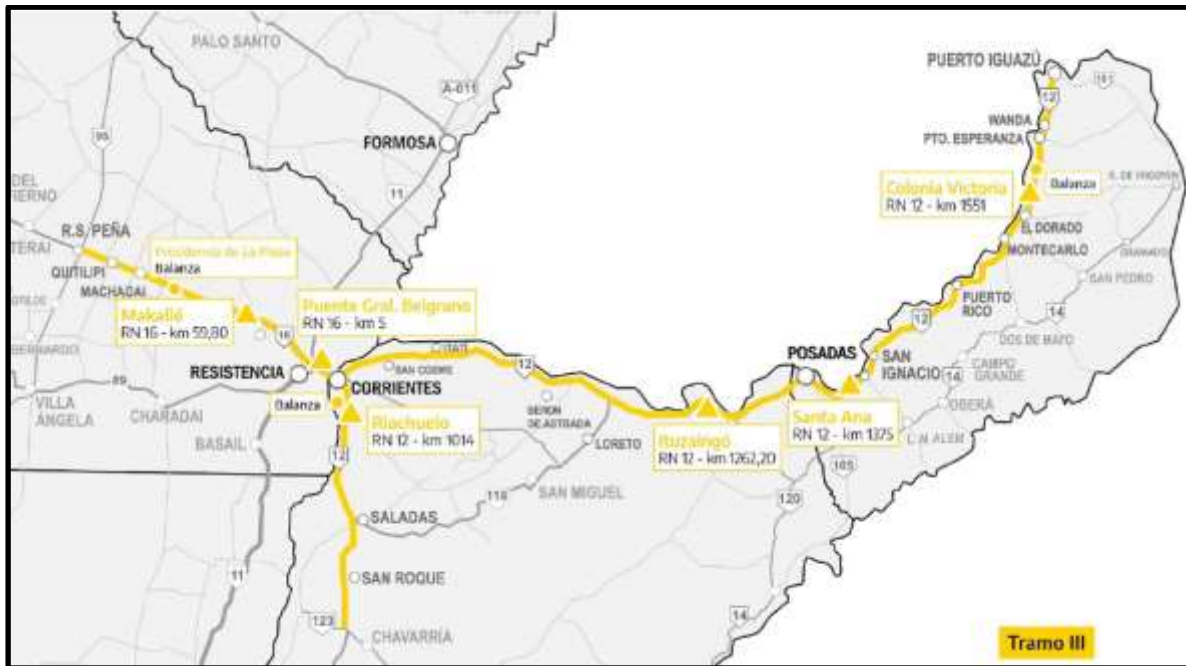 PALO SANTO
A-011
FORMOSA
95
11
R.S. PEÑA
QUITILIPI
MACHAGAI
Presidencia de La Plaza
Balanza
Makallé
RN 16 - km 59,80
16
Puente Gral. Belgrano
RN 16 - km 5
RESISTENCIA
CORRIENTES
Balanza
Riachuelo
RN 12 - km 1014
12
89
VILLA
ANGELA
CHARADAI
BASAIL
11
ITATI
SAN COSME
12
BERON
DE ASTRADA
LORETO
SAN MIGUEL
118
SALADAS
SAN ROQUE
123
CHAVARRÍA
Ituzaingó
RN 12 - km 1262,20
POSADAS
Santa Ana
RN 12 - km 1375
SAN
IGNACIO
12
PUERTO
RICO
MONTECARLO
EL DORADO
Colonia Victoria
RN 12 - km 1551
Balanza
PTO. ESPERANZA
WANDA
12
PUERTO IGUAZÚ
101
SAN PEDRO
14
DOS DE MAYO
CAMPO
GRANDE
14
OBERA
L.N. ALEM
105
120
14
Tramo III